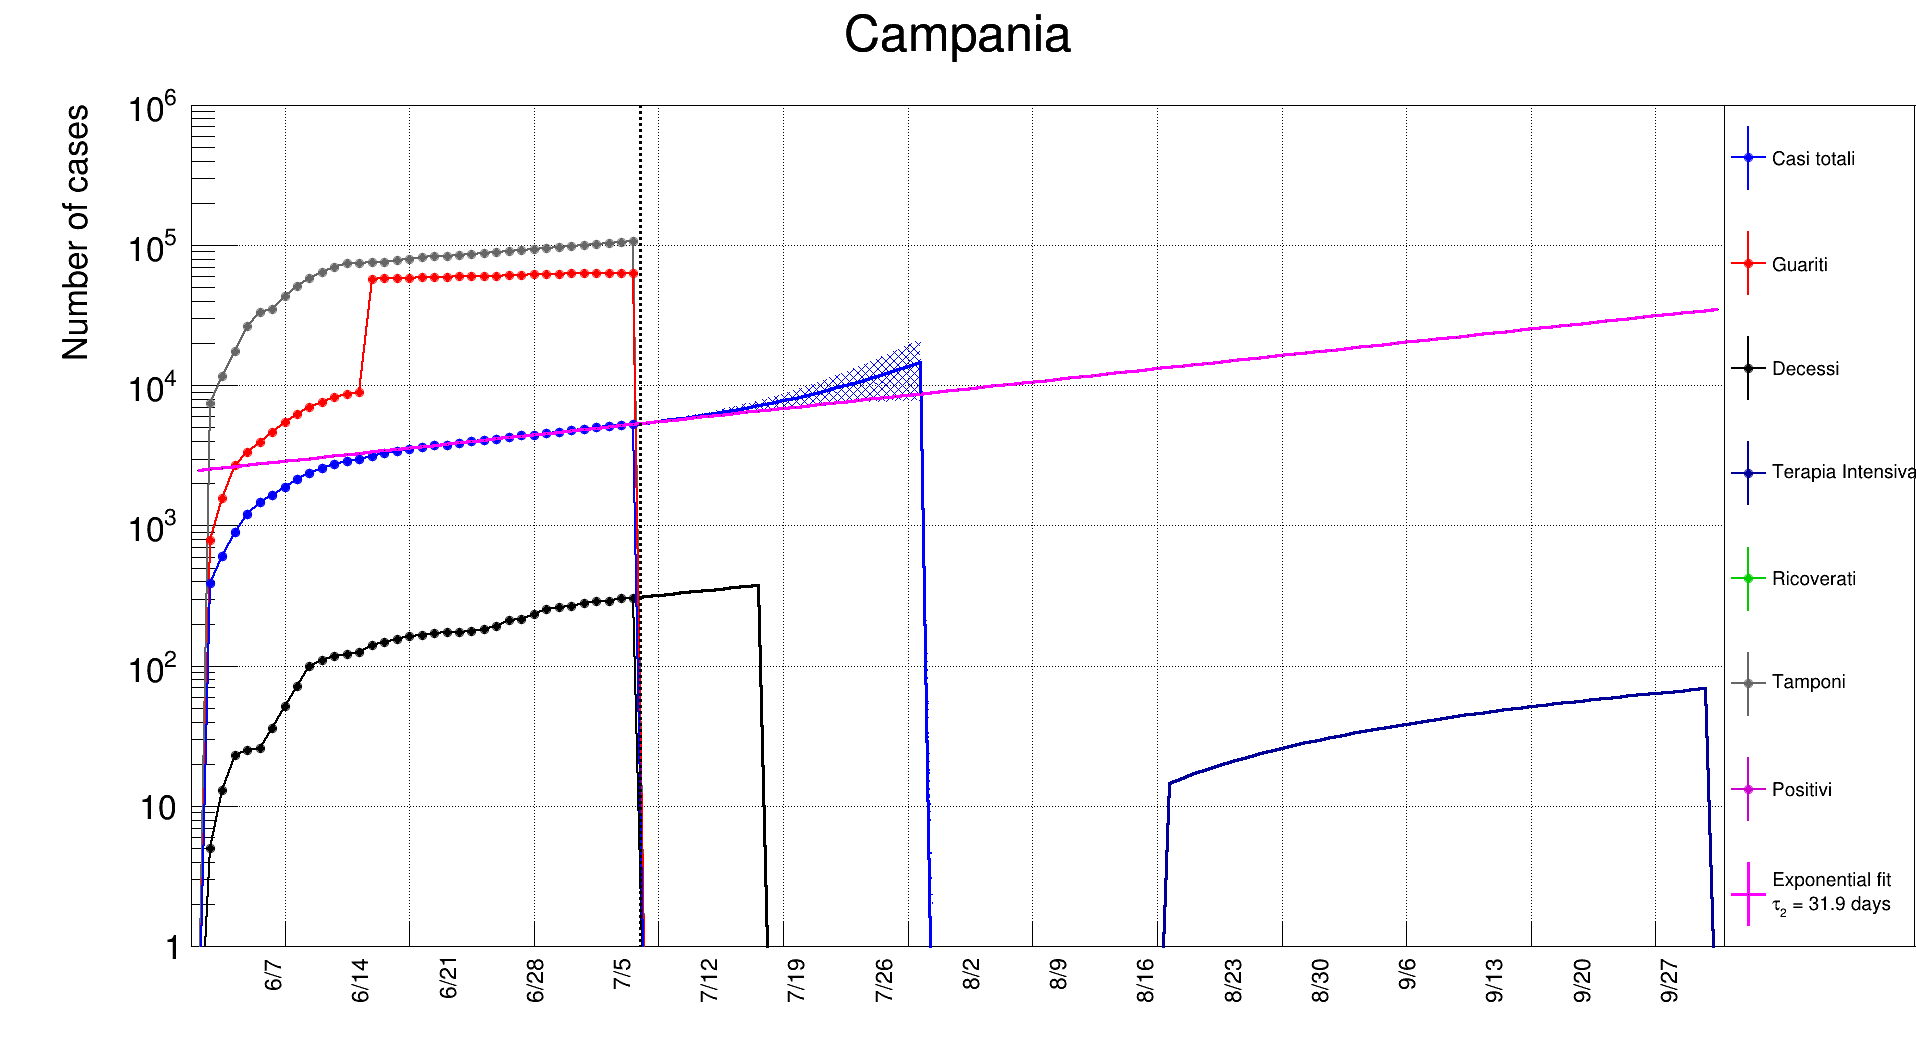 Campania
Number of cases
10^6
10^5
10^4
10^3
10^2
10
1
6/7
6/14
6/21
6/28
7/5
7/12
7/19
7/26
8/2
8/9
8/16
8/23
8/30
9/6
9/13
9/20
9/27
Casi totali
Guariti
Decessi
Terapia Intensiva
Ricoverati
Tamponi
Positivi
Exponential fit
τ_2 = 31.9 days